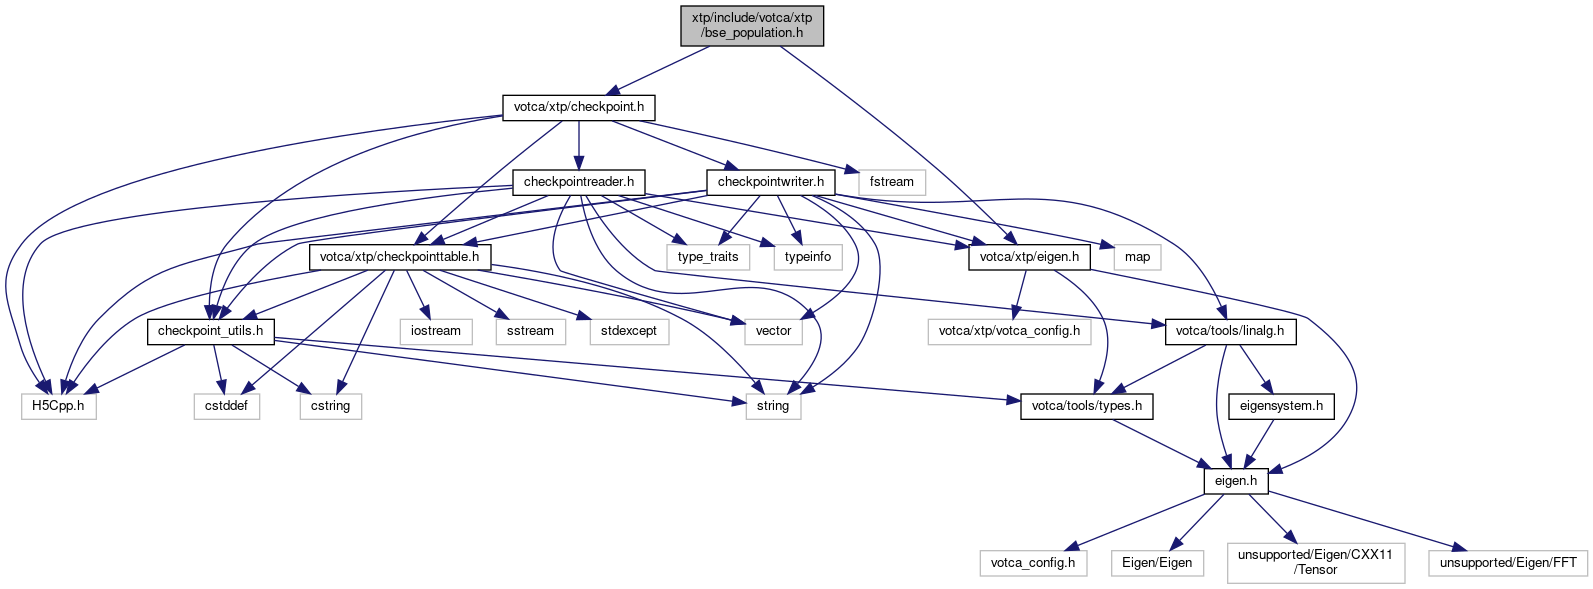 xtp/include/votca/xtp
/bse_population.h
votca/xtp/checkpoint.h
checkpointreader.h
checkpointwriter.h
fstream
votca/xtp/checkpointtable.h
type_traits
typeinfo
votca/xtp/eigen.h
map
checkpoint_utils.h
iostream
sstream
stdexcept
vector
votca/xtp/votca_config.h
votca/tools/linalg.h
H5Cpp.h
cstddef
cstring
string
votca/tools/types.h
eigensystem.h
eigen.h
votca_config.h
Eigen/Eigen
unsupported/Eigen/CXX11
/Tensor
unsupported/Eigen/FFT